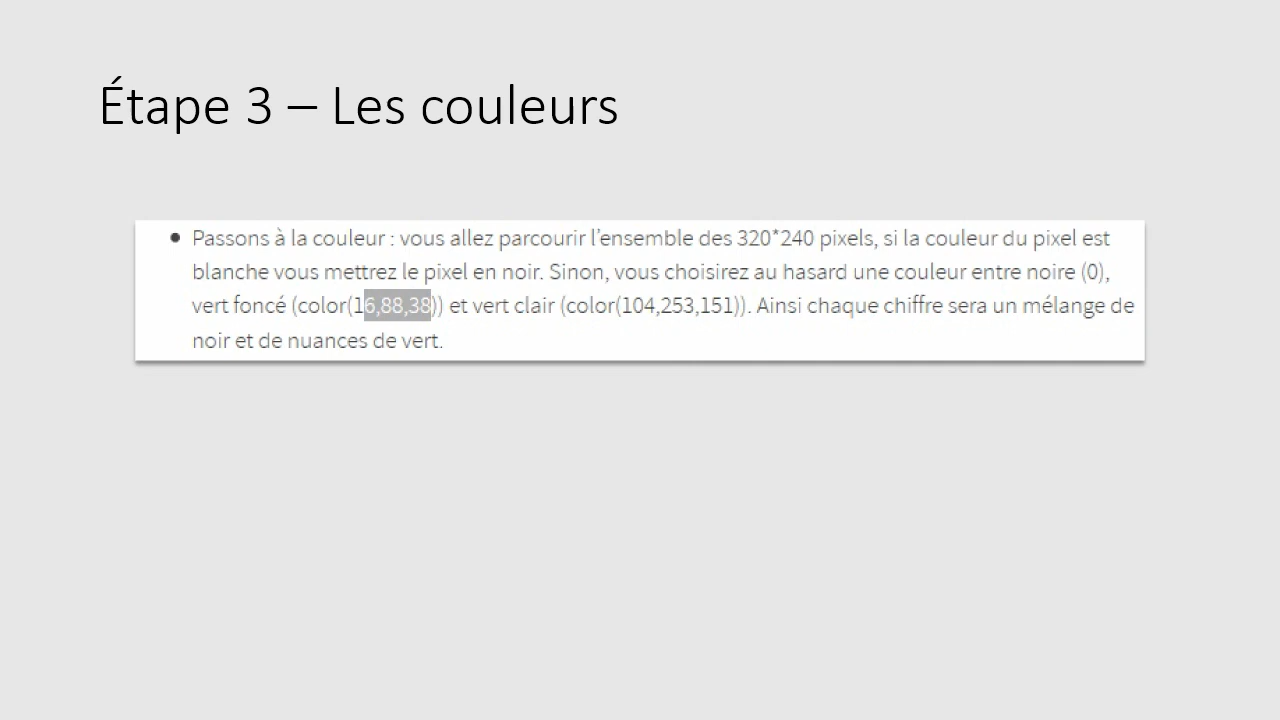 Étape 3 – Les couleurs
• Passons à la couleur : vous allez parcourir l'ensemble des 320*240 pixels, si la couleur du pixel est
blanche vous mettrez le pixel en noir. Sinon, vous choisirez au hasard une couleur entre noire (0),
vert foncé (color(16,88,38)) et vert clair (color(104,253,151)). Ainsi chaque chiffre sera un mélange de
noir et de nuances de vert.